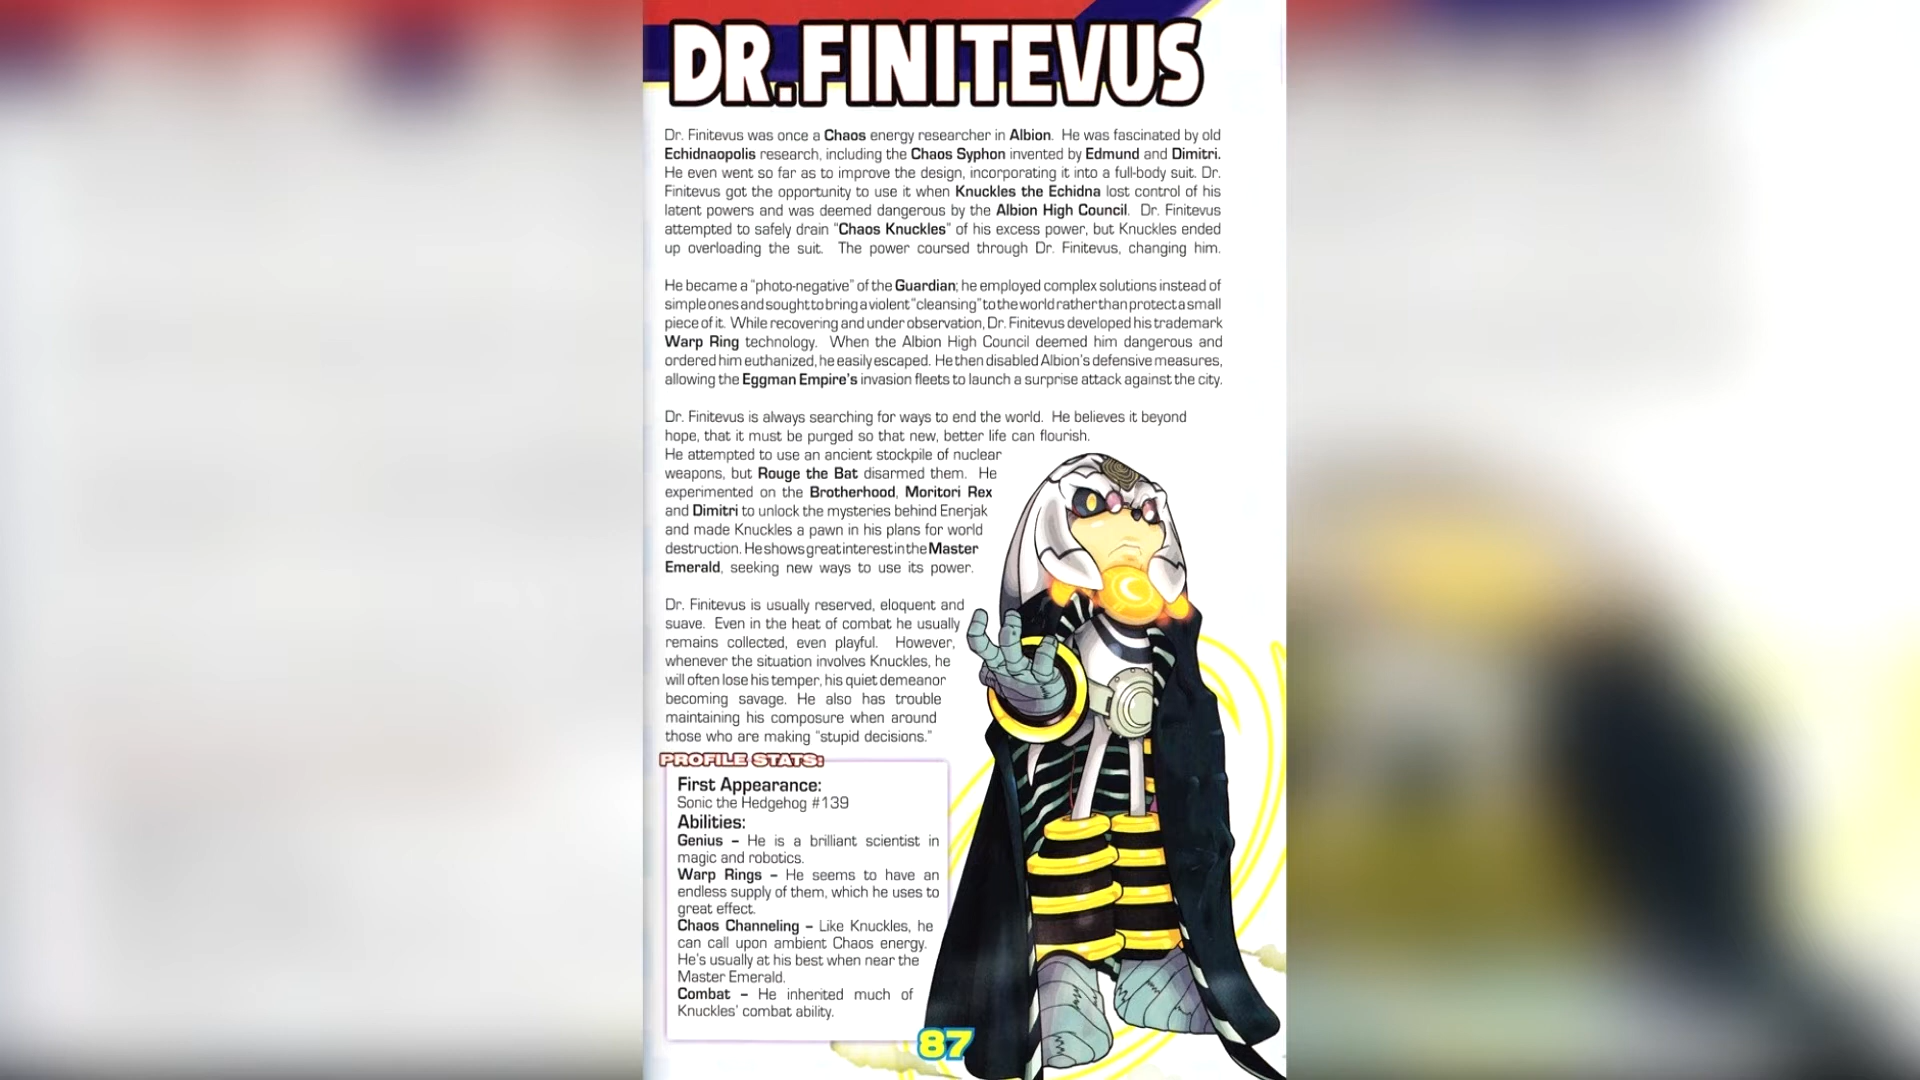 DR. FINITEVUS
Dr. Finitevus was once a Chaos energy researcher in Albion. He was fascinated by old
Echidnaopolis research, including the Chaos Syphon invented by Edmund and Dimitri.
He even went so far as to improve the design, incorporating it into a full-body suit. Dr.
Finitevus got the opportunity to use it when Knuckles the Echidna lost control of his
latent powers and was deemed dangerous by the Albion High Council. Dr. Finitevus
attempted to safely drain "Chaos Knuckles" of his excess power, but Knuckles ended
up overloading the suit. The power coursed through Dr. Finitevus, changing him.
He became a "photo-negative" of the Guardian; he employed complex solutions instead of
simple ones and sought to bring a violent "cleansing" to the world rather than protect a small
piece of it. While recovering and under observation, Dr. Finitevus developed his trademark
Warp Ring technology. When the Albion High Council deemed him dangerous and
ordered him euthanized, he easily escaped. He then disabled Albion's defensive measures,
allowing the Eggman Empire's invasion fleets to launch a surprise attack against the city.
Dr. Finitevus is always searching for ways to end the world. He believes it beyond
hope, that it must be purged so that new, better life can flourish.
He attempted to use an ancient stockpile of nuclear
weapons, but Rouge the Bat disarmed them. He
experimented on the Brotherhood, Moritori Rex
and Dimitri to unlock the mysteries behind Enerjak
and made Knuckles a pawn in his plans for world
destruction. He shows great interest in the Master
Emerald, seeking new ways to use its power.
Dr. Finitevus is usually reserved, eloquent and
suave. Even in the heat of combat he usually
remains collected, even playful. However,
whenever the situation involves Knuckles, he
will often lose his temper, his quiet demeanor
becoming savage. He also has trouble
maintaining his composure when around
those who are making "stupid decisions."
PROFILE STATS:
First Appearance:
Sonic the Hedgehog #139
Abilities:
Genius – He is a brilliant scientist in
magic and robotics.
Warp Rings – He seems to have an
endless supply of them, which he uses to
great effect.
Chaos Channeling – Like Knuckles, he
can call upon ambient Chaos energy.
He's usually at his best when near the
Master Emerald.
Combat – He inherited much of
Knuckles' combat ability.
87